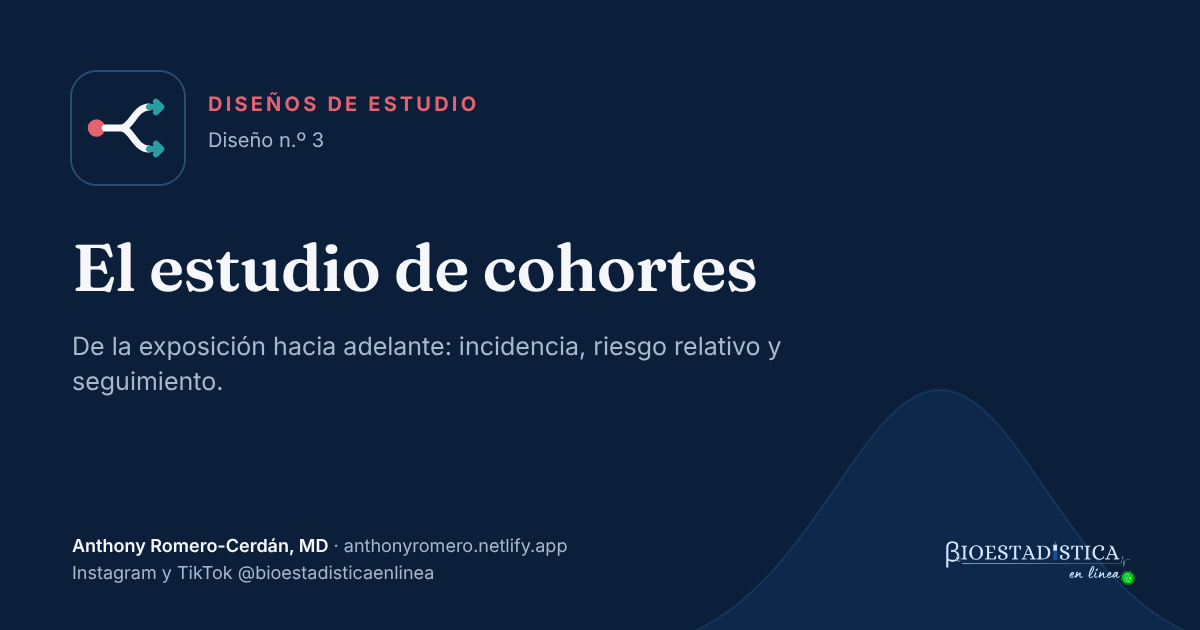 DISEÑOS DE ESTUDIO
Diseño n.º 3
El estudio de cohortes
De la exposición hacia adelante: incidencia, riesgo relativo y
seguimiento.
Anthony Romero-Cerdán, MD · anthonyromero.netlify.app
Instagram y TikTok @bioestadisticaenlinea
βIOESTADÍSTICA
en línea